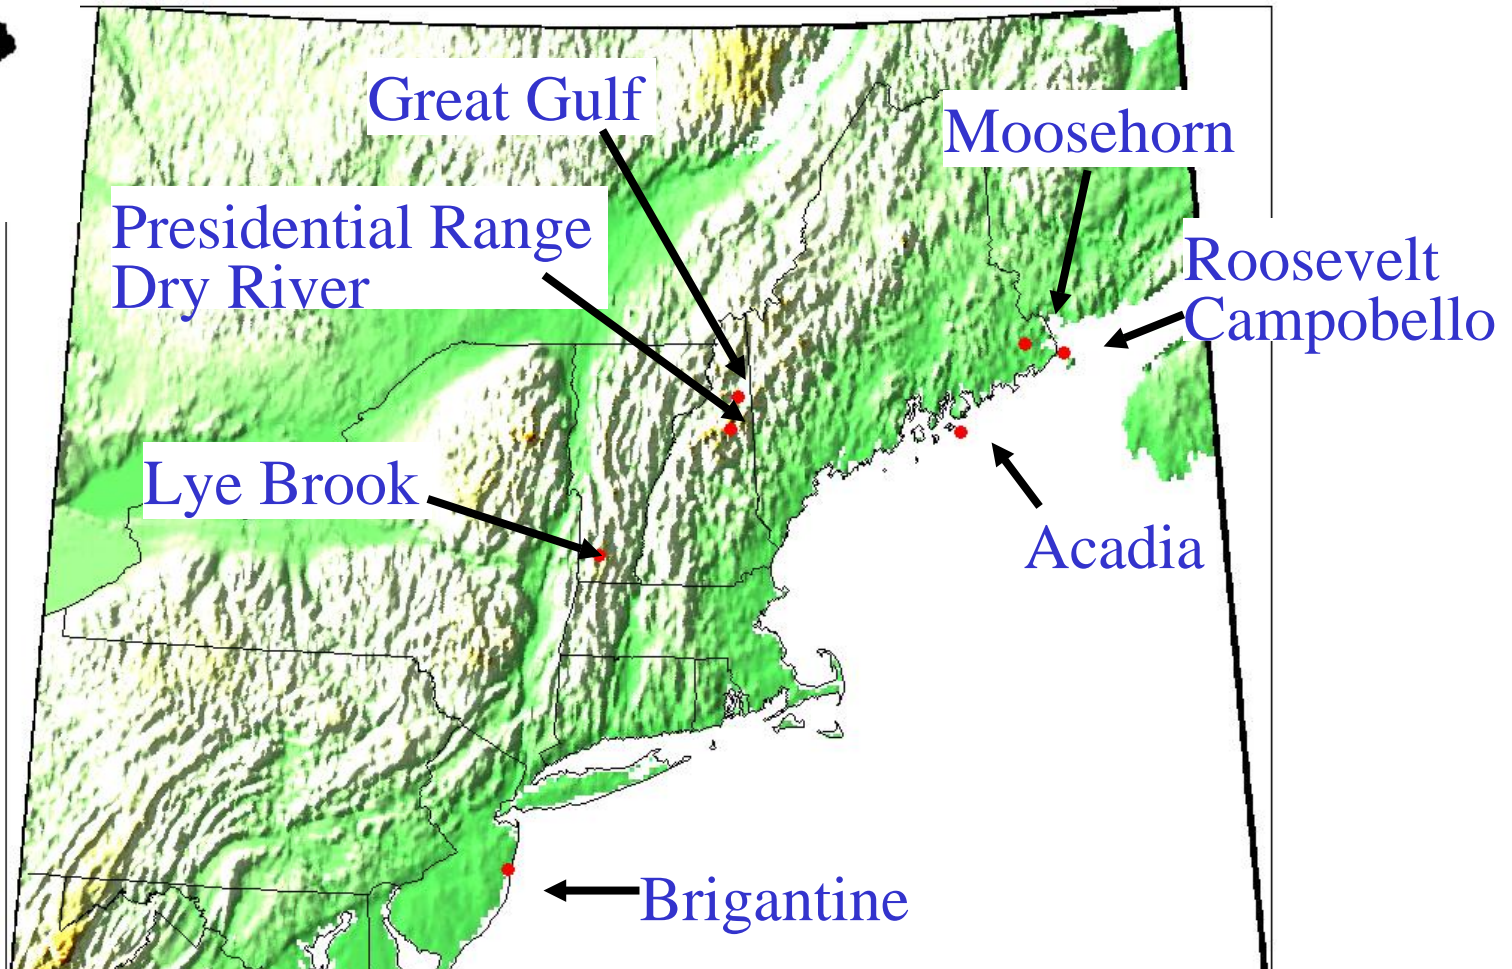 Great Gulf
Moosehorn
Presidential Range
Dry River
Roosevelt
Campobello
Lye Brook
Acadia
Brigantine